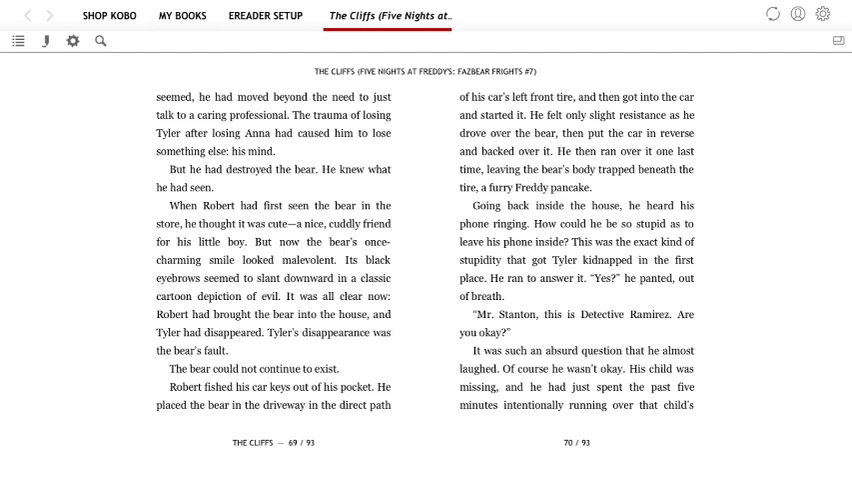 SHOP KOBO
MY BOOKS
EREADER SETUP
The Cliffs (Five Nights at..
THE CLIFFS (FIVE NIGHTS AT FREDDY'S: FAZBEAR FRIGHTS #7)
seemed, he had moved beyond the need to just
talk to a caring professional. The trauma of losing
Tyler after losing Anna had caused him to lose
something else: his mind.
But he had destroyed the bear. He knew what
he had seen.
When Robert had first seen the bear in the
store, he thought it was cute—a nice, cuddly friend
for his little boy. But now the bear's once-
charming smile looked malevolent. Its black
eyebrows seemed to slant downward in a classic
cartoon depiction of evil. It was all clear now:
Robert had brought the bear into the house, and
Tyler had disappeared. Tyler's disappearance was
the bear's fault.
The bear could not continue to exist.
Robert fished his car keys out of his pocket. He
placed the bear in the driveway in the direct path
THE CLIFFS — 69 / 93
of his car's left front tire, and then got into the car
and started it. He felt only slight resistance as he
drove over the bear, then put the car in reverse
and backed over it. He then ran over it one last
time, leaving the bear's body trapped beneath the
tire, a furry Freddy pancake.
Going back inside the house, he heard his
phone ringing. How could he be so stupid as to
leave his phone inside? This was the exact kind of
stupidity that got Tyler kidnapped in the first
place. He ran to answer it. “Yes?” he panted, out
of breath.
“Mr. Stanton, this is Detective Ramirez. Are
you okay?”
It was such an absurd question that he almost
laughed. Of course he wasn't okay. His child was
missing, and he had just spent the past five
minutes intentionally running over that child's
70 / 93